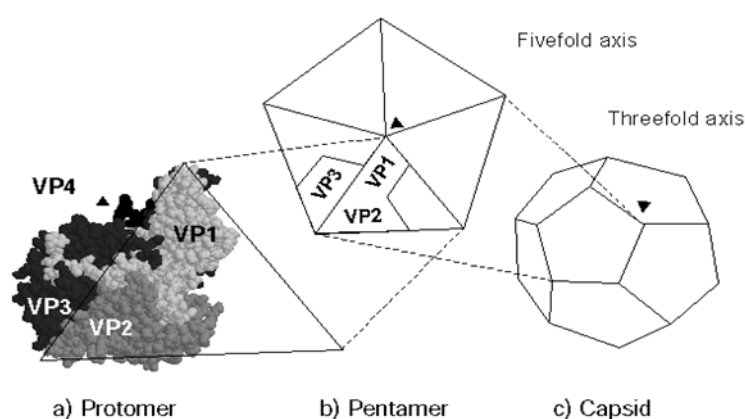 Fivefold axis
Threefold axis
VP4
VP1
VP3
VP2
VP3
VP1
VP2
a) Protomer
b) Pentamer
c) Capsid